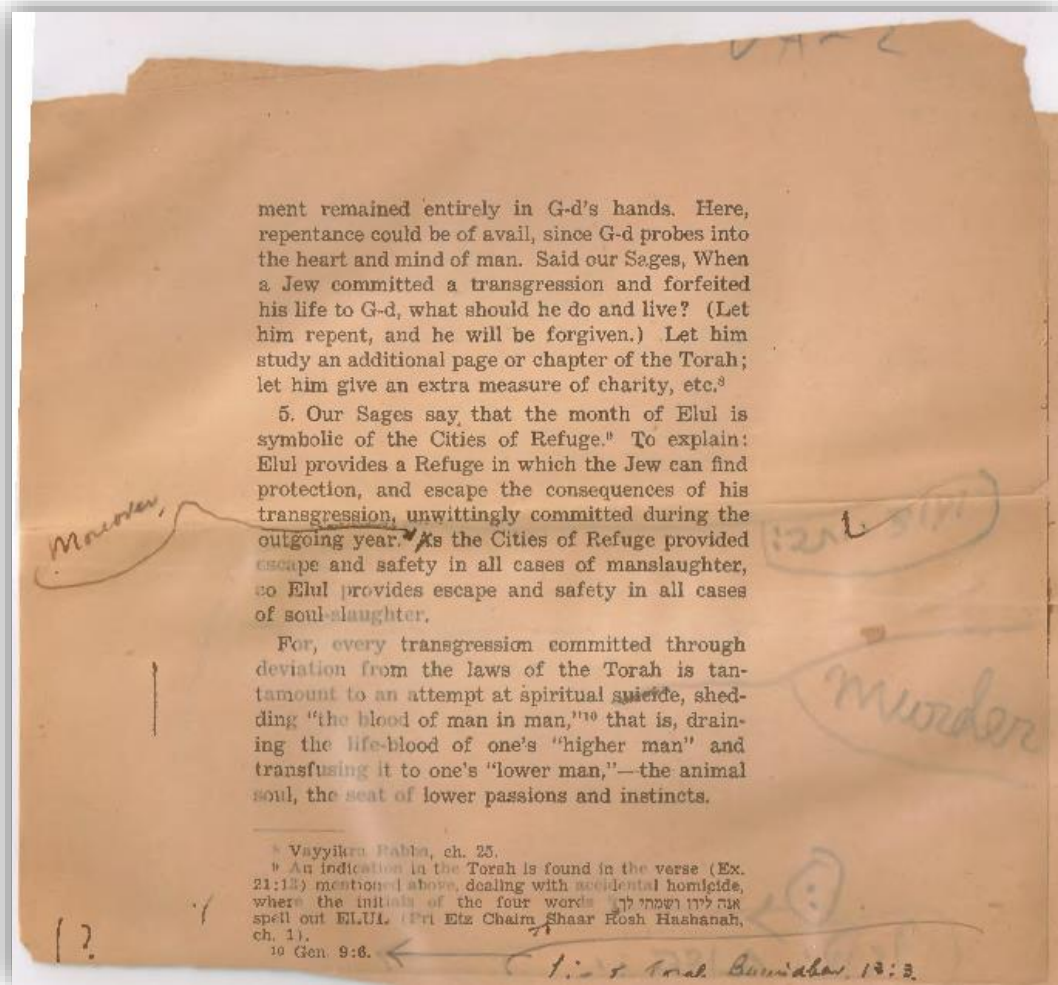 ment remained entirely in G-d's hands. Here,
repentance could be of avail, since G-d probes into
the heart and mind of man. Said our Sages, When
a Jew committed a transgression and forfeited
his life to G-d, what should he do and live? (Let
him repent, and he will be forgiven.) Let him
study an additional page or chapter of the Torah;
let him give an extra measure of charity, etc.⁸
5. Our Sages say that the month of Elul is
symbolic of the Cities of Refuge.⁹ To explain:
Elul provides a Refuge in which the Jew can find
protection, and escape the consequences of his
transgression, unwittingly committed during the
Moreover,
outgoing year. As the Cities of Refuge provided
escape and safety in all cases of manslaughter,
so Elul provides escape and safety in all cases
of soul-slaughter.
For, every transgression committed through
deviation from the laws of the Torah is tan-
tamount to an attempt at spiritual suicide, shed-
murder
ding "the blood of man in man,"¹⁰ that is, drain-
ing the life-blood of one's "higher man" and
transfusing it to one's "lower man,"—the animal
soul, the seat of lower passions and instincts.
⁸ Vayyikra Rabba, ch. 25.
⁹ An indication in the Torah is found in the verse (Ex.
21:13) mentioned above, dealing with accidental homicide,
where the initials of the four words אנה לידו ושמתי לך
spell out ELUL (Pri Etz Chaim, Shaar Rosh Hashanah,
ch. 1).
¹⁰ Gen. 9:6.
Torah Bamidbar, 13:3.
?